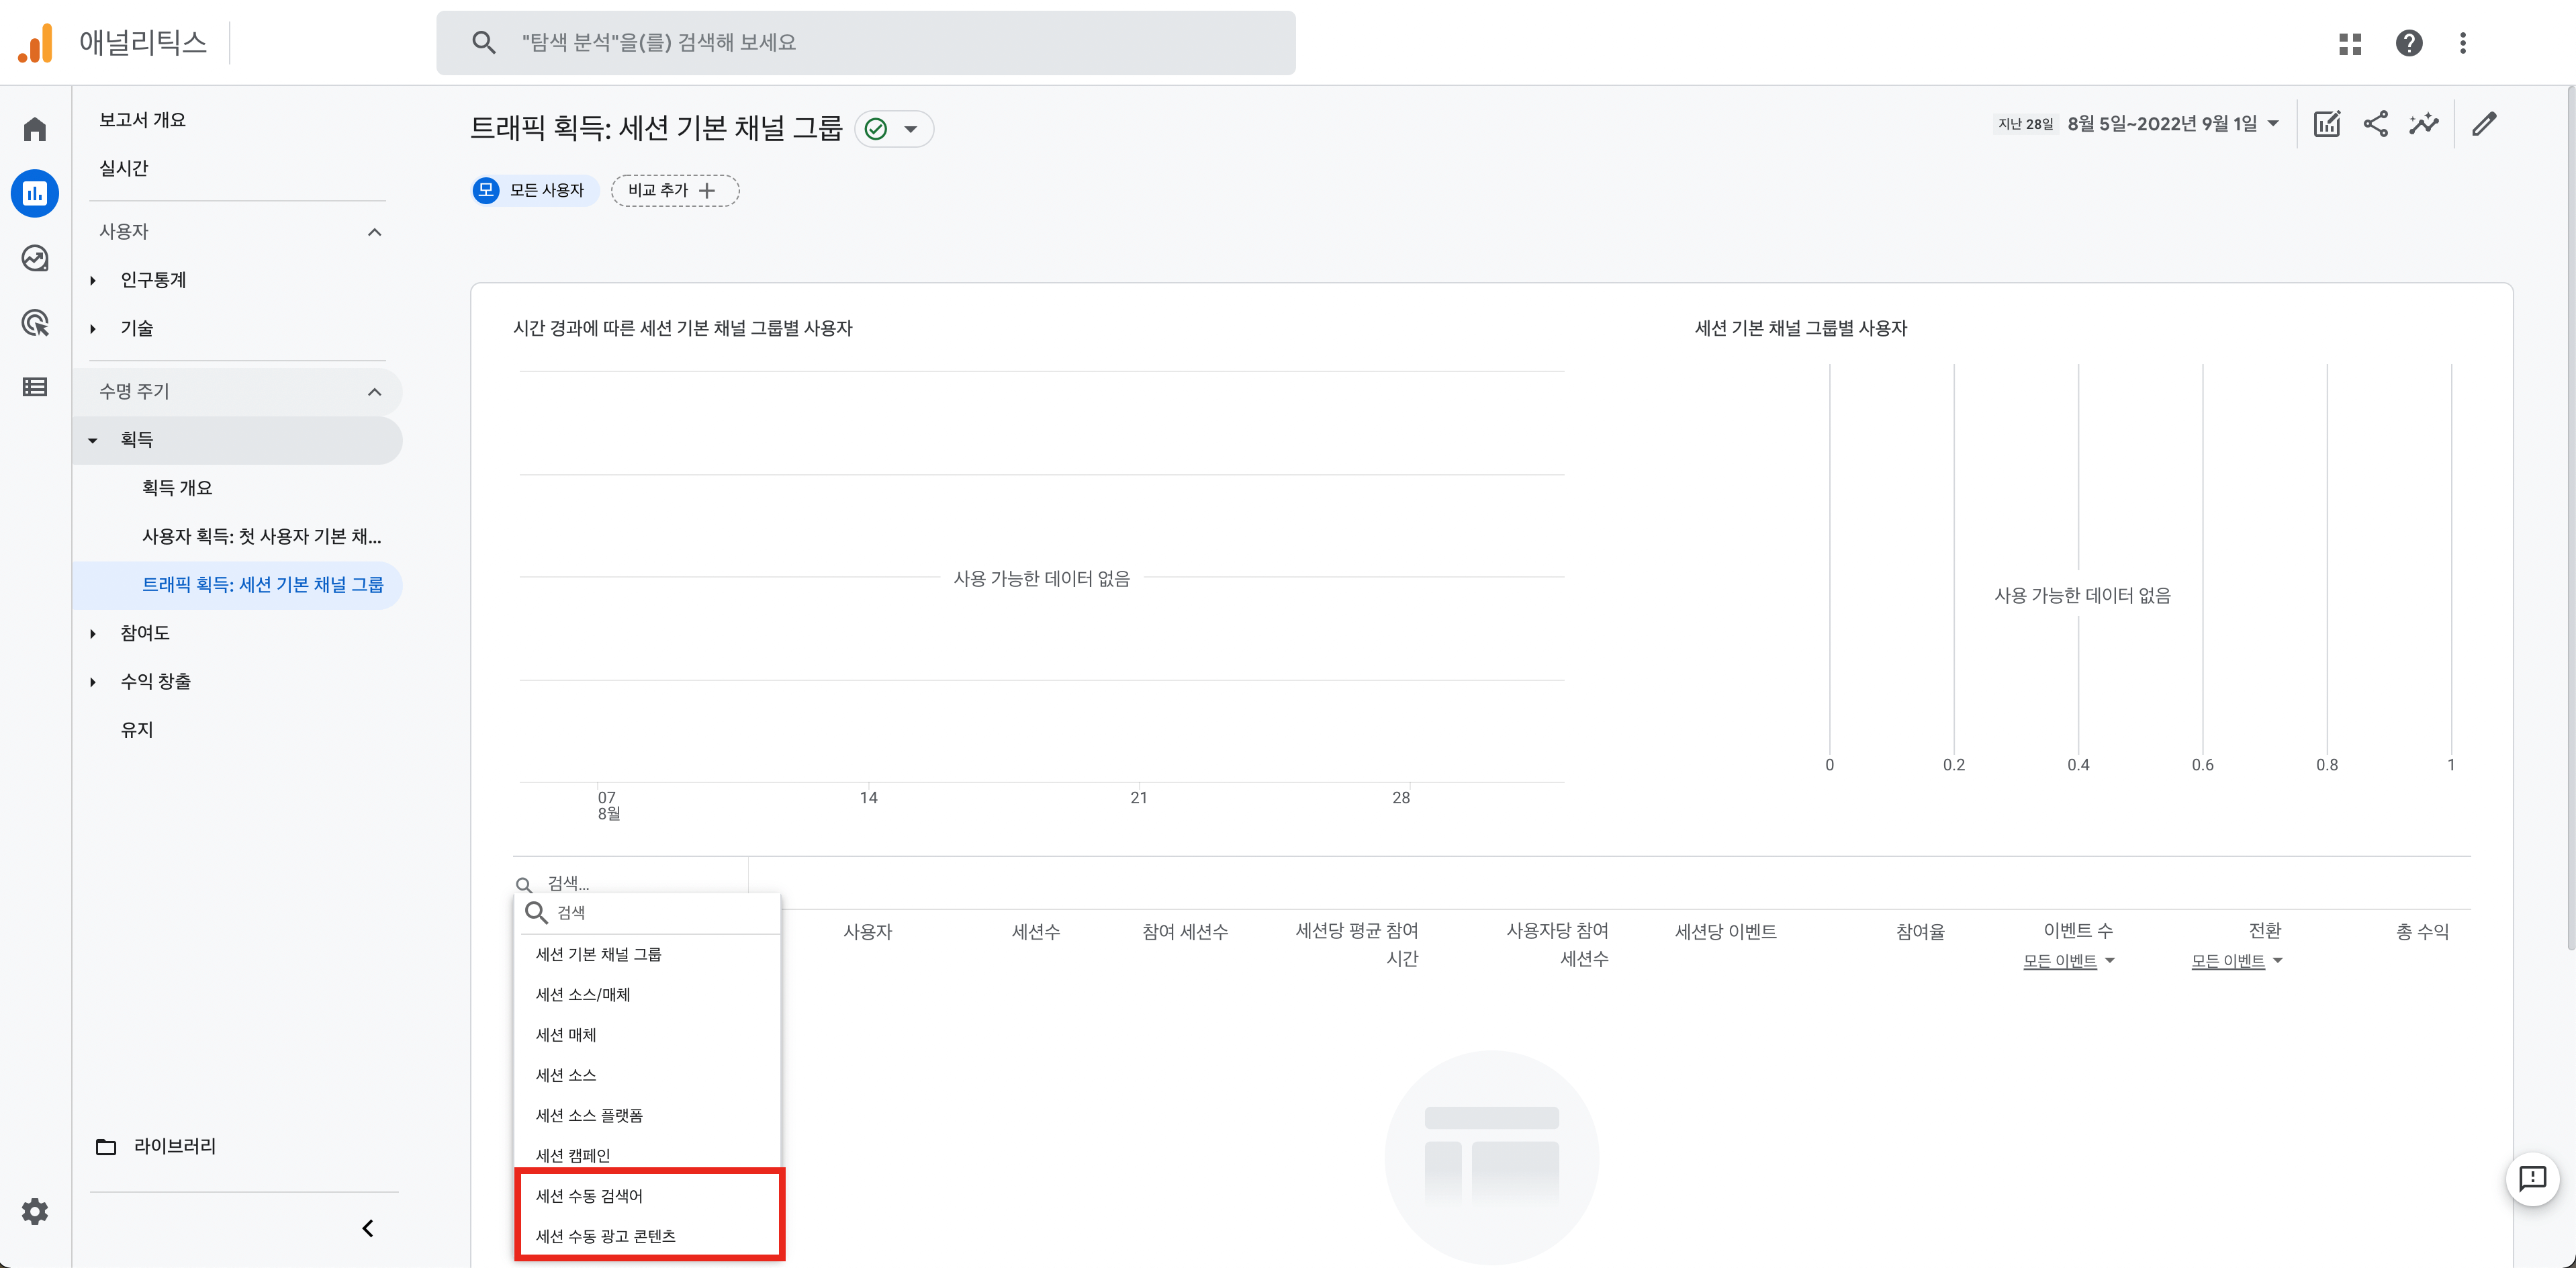 애널리틱스
"탐색 분석"을(를) 검색해 보세요
보고서 개요
실시간
사용자
인구통계
기술
수명 주기
획득
획득 개요
사용자 획득: 첫 사용자 기본 채...
트래픽 획득: 세션 기본 채널 그룹
참여도
수익 창출
유지
라이브러리
트래픽 획득: 세션 기본 채널 그룹
지난 28일 8월 5일~2022년 9월 1일
모 모든 사용자 비교 추가
시간 경과에 따른 세션 기본 채널 그룹별 사용자
사용 가능한 데이터 없음
07
8월
14
21
28
세션 기본 채널 그룹별 사용자
사용 가능한 데이터 없음
0 0.2 0.4 0.6 0.8 1
검색...
검색
세션 기본 채널 그룹
세션 소스/매체
세션 매체
세션 소스
세션 소스 플랫폼
세션 캠페인
세션 수동 검색어
세션 수동 광고 콘텐츠
사용자
세션수
참여 세션수
세션당 평균 참여
시간
사용자당 참여
세션수
세션당 이벤트
참여율
이벤트 수
모든 이벤트
전환
모든 이벤트
총 수익